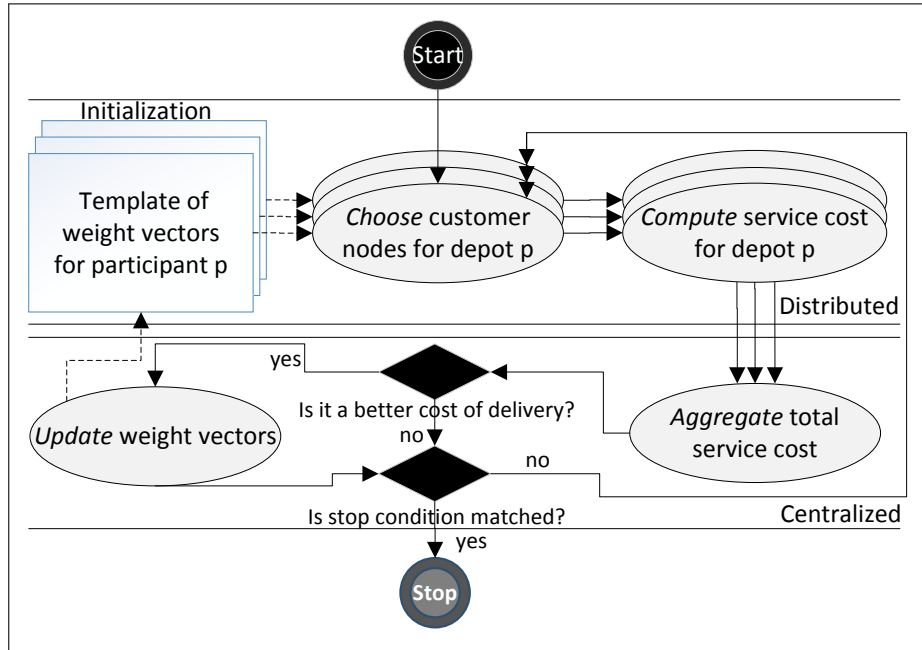 Start
Initialization
Template of
weight vectors
for participant p
Choose customer
nodes for depot p
Compute service cost
for depot p
Distributed
yes
Is it a better cost of delivery?
no
Update weight vectors
Aggregate total
service cost
no
Is stop condition matched?
yes
Centralized
Stop